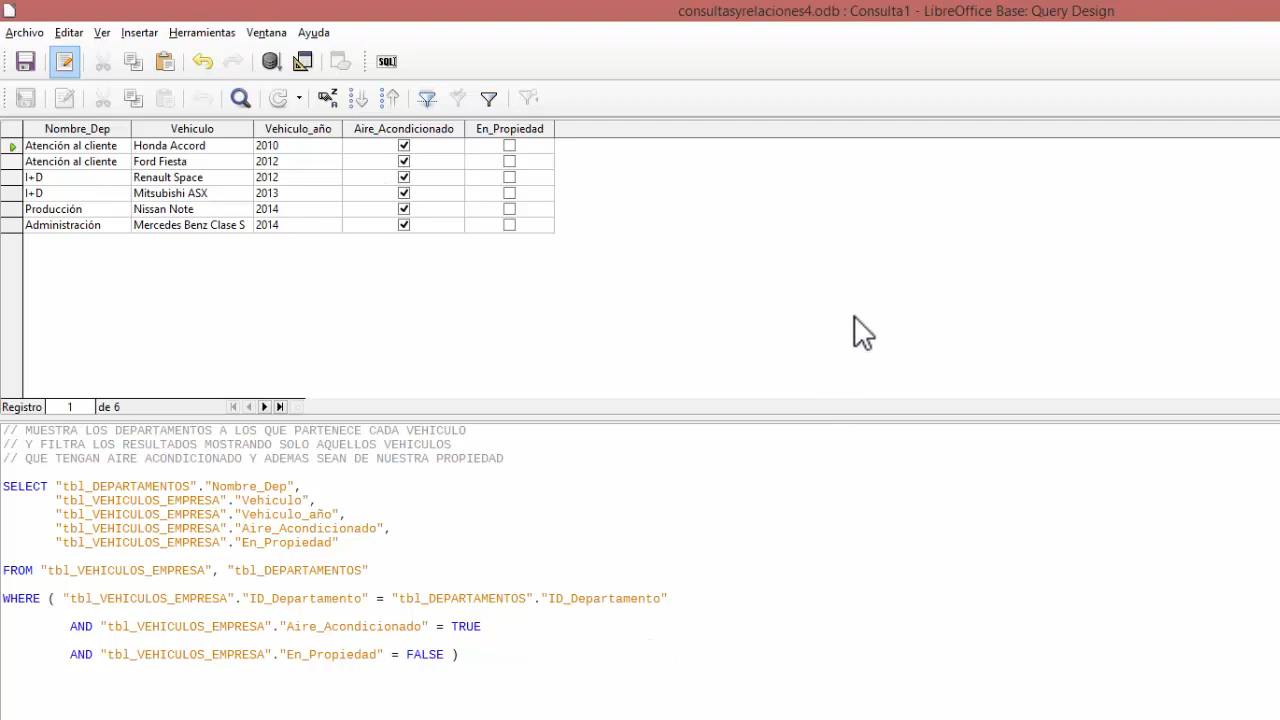 consultasyrelaciones4.odb : Consulta1 - LibreOffice Base: Query Design
Archivo Editar Ver Insertar Herramientas Ventana Ayuda
SQL
Nombre_Dep Vehiculo Vehiculo_año Aire_Acondicionado En_Propiedad
Atención al cliente Honda Accord 2010
Atención al cliente Ford Fiesta 2012
I+D Renault Space 2012
I+D Mitsubishi ASX 2013
Producción Nissan Note 2014
Administración Mercedes Benz Clase S 2014
Registro 1 de 6
// MUESTRA LOS DEPARTAMENTOS A LOS QUE PARTENECE CADA VEHICULO
// Y FILTRA LOS RESULTADOS MOSTRANDO SOLO AQUELLOS VEHICULOS
// QUE TENGAN AIRE ACONDICIONADO Y ADEMAS SEAN DE NUESTRA PROPIEDAD
SELECT "tbl_DEPARTAMENTOS"."Nombre_Dep",
"tbl_VEHICULOS_EMPRESA"."Vehiculo",
"tbl_VEHICULOS_EMPRESA"."Vehiculo_año",
"tbl_VEHICULOS_EMPRESA"."Aire_Acondicionado",
"tbl_VEHICULOS_EMPRESA"."En_Propiedad"
FROM "tbl_VEHICULOS_EMPRESA", "tbl_DEPARTAMENTOS"
WHERE ( "tbl_VEHICULOS_EMPRESA"."ID_Departamento" = "tbl_DEPARTAMENTOS"."ID_Departamento"
AND "tbl_VEHICULOS_EMPRESA"."Aire_Acondicionado" = TRUE
AND "tbl_VEHICULOS_EMPRESA"."En_Propiedad" = FALSE )